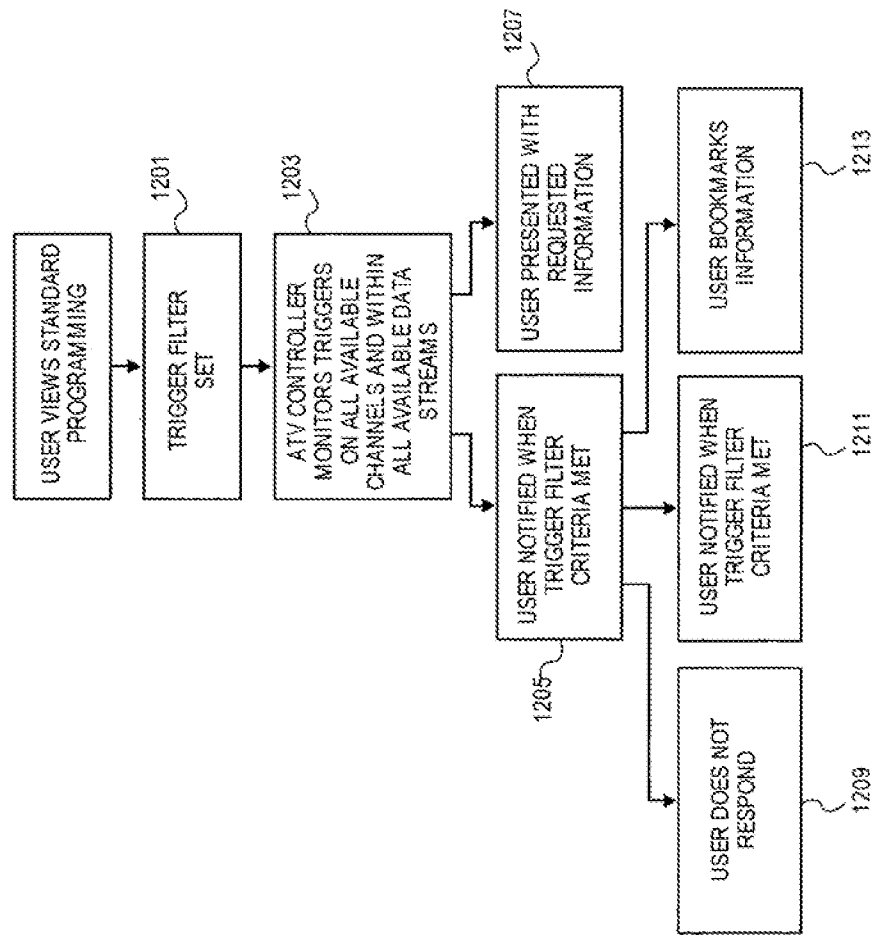 USER VIEWS STANDARD
PROGRAMMING
1201
TRIGGER FILTER
SET
1203
ATV CONTROLLER
MONITORS TRIGGERS
ON ALL AVAILABLE
CHANNELS AND WITHIN
ALL AVAILABLE DATA
STREAMS
1205
USER NOTIFIED WHEN
TRIGGER FILTER
CRITERIA MET
1207
USER PRESENTED WITH
REQUESTED
INFORMATION
USER DOES NOT
RESPOND
1209
USER NOTIFIED WHEN
TRIGGER FILTER
CRITERIA MET
1211
USER BOOKMARKS
INFORMATION
1213